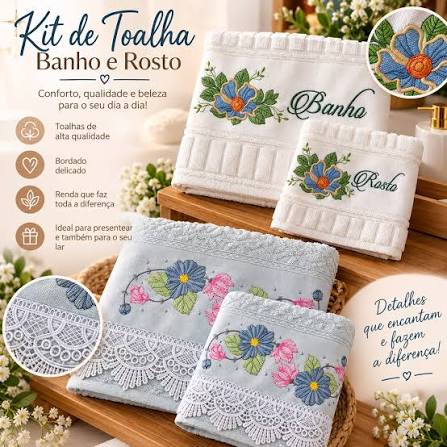 Kit de Toalha
Banho e Rosto
Conforto, qualidade e beleza
para o seu dia a dia!
Toalhas de
alta qualidade
Bordado
delicado
Renda que faz
toda a diferença
Ideal para presentear
e também para o seu
lar
Banho
Rosto
Detalhes
que encantam
e fazem
a diferença!